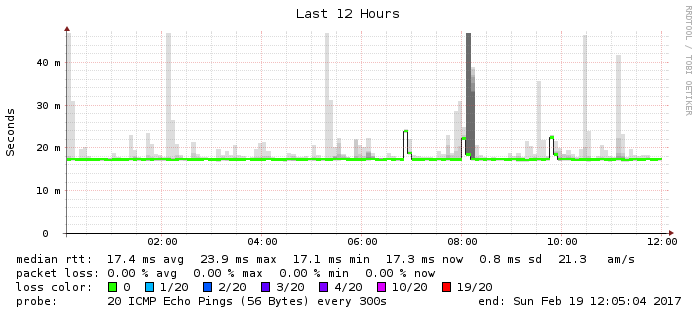 Last 12 Hours
RRDTOOL / TOBI OETIKER
Seconds
40 m
30 m
20 m
10 m
0
02:00 04:00 06:00 08:00 10:00 12:00
median rtt: 17.4 ms avg 23.9 ms max 17.1 ms min 17.3 ms now 0.8 ms sd 21.3 am/s
packet loss: 0.00 % avg 0.00 % max 0.00 % min 0.00 % now
loss color: 0 1/20 2/20 3/20 4/20 10/20 19/20
probe: 20 ICMP Echo Pings (56 Bytes) every 300s end: Sun Feb 19 12:05:04 2017